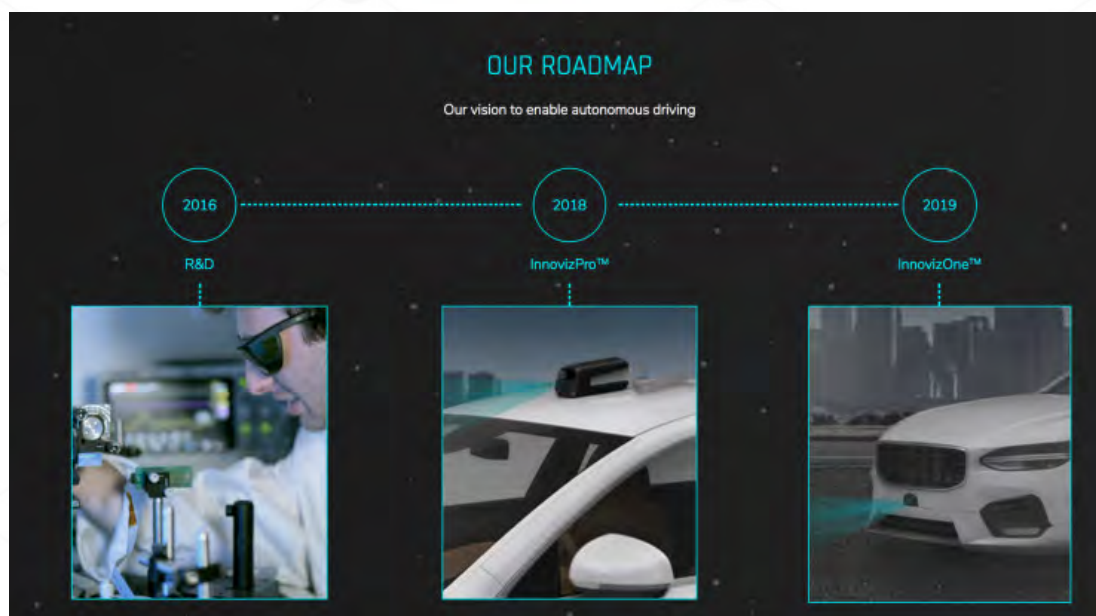 OUR ROADMAP
Our vision to enable autonomous driving
2016
2018
2019
R&D
InnovizPro™
InnovizOne™